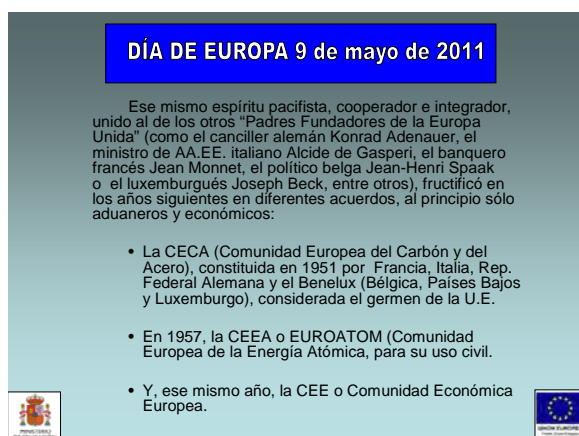 DÍA DE EUROPA 9 de mayo de 2011
Ese mismo espíritu pacifista, cooperador e integrador,
unido al de los otros “Padres Fundadores de la Europa
Unida” (como el canciller alemán Konrad Adenauer, el
ministro de AA.EE. italiano Alcide de Gasperi, el banquero
francés Jean Monnet, el político belga Jean-Henri Spaak
o el luxemburgués Joseph Beck, entre otros), fructificó en
los años siguientes en diferentes acuerdos, al principio sólo
aduaneros y económicos:
• La CECA (Comunidad Europea del Carbón y del
Acero), constituida en 1951 por Francia, Italia, Rep.
Federal Alemana y el Benelux (Bélgica, Países Bajos
y Luxemburgo), considerada el germen de la U.E.
• En 1957, la CEEA o EUROATOM (Comunidad
Europea de la Energía Atómica, para su uso civil.
• Y, ese mismo año, la CEE o Comunidad Económica
Europea.
MINISTERIO
UNION EUROPEA